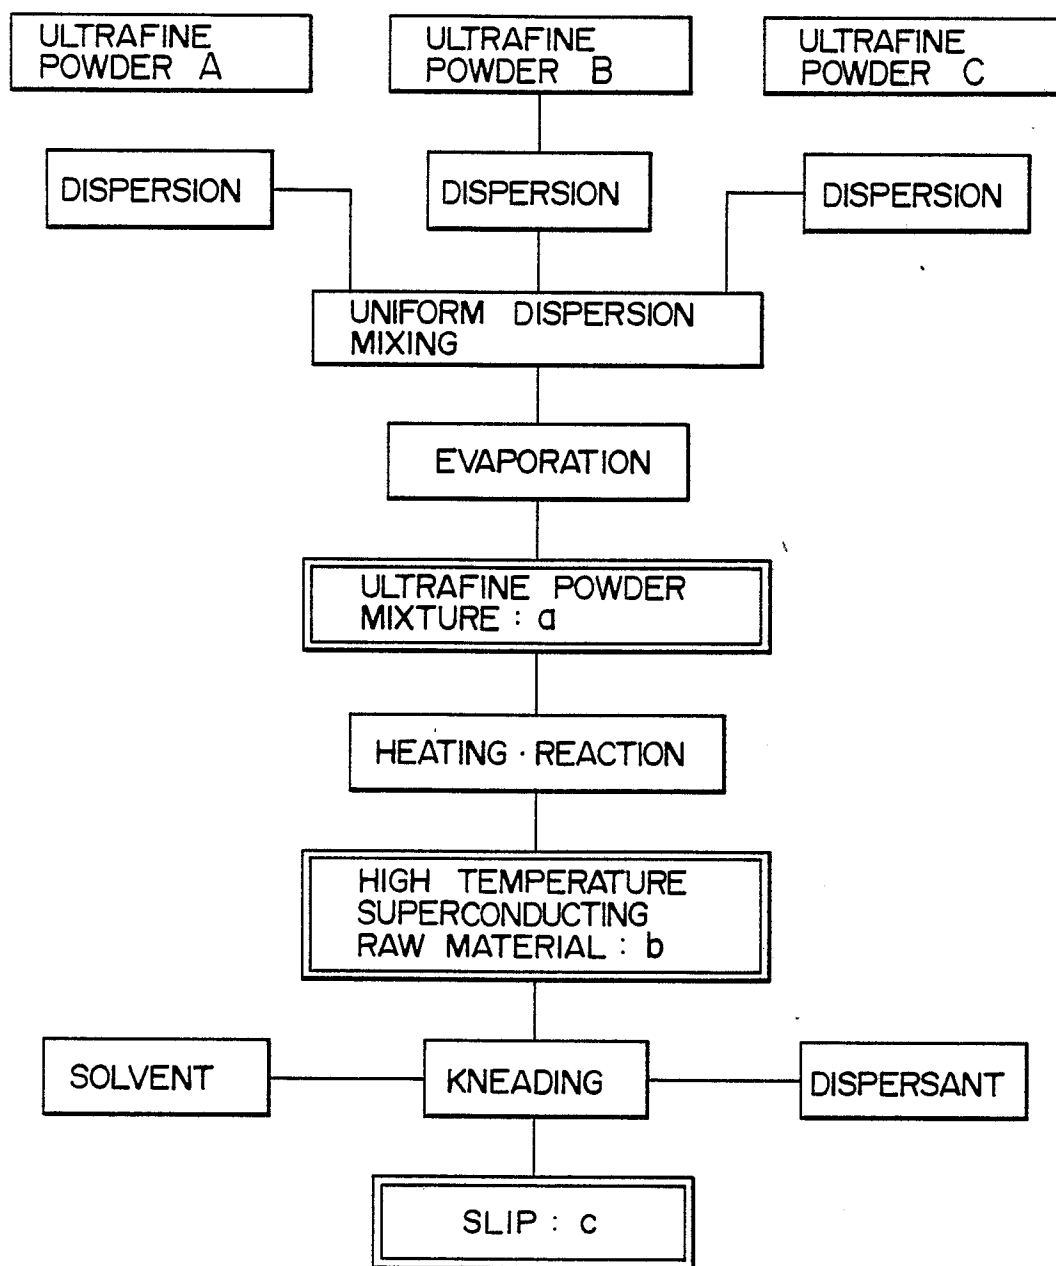 ULTRAFINE
POWDER A
ULTRAFINE
POWDER B
ULTRAFINE
POWDER C
DISPERSION
DISPERSION
DISPERSION
UNIFORM DISPERSION
MIXING
EVAPORATION
ULTRAFINE POWDER
MIXTURE : a
HEATING · REACTION
HIGH TEMPERATURE
SUPERCONDUCTING
RAW MATERIAL : b
SOLVENT
KNEADING
DISPERSANT
SLIP : c